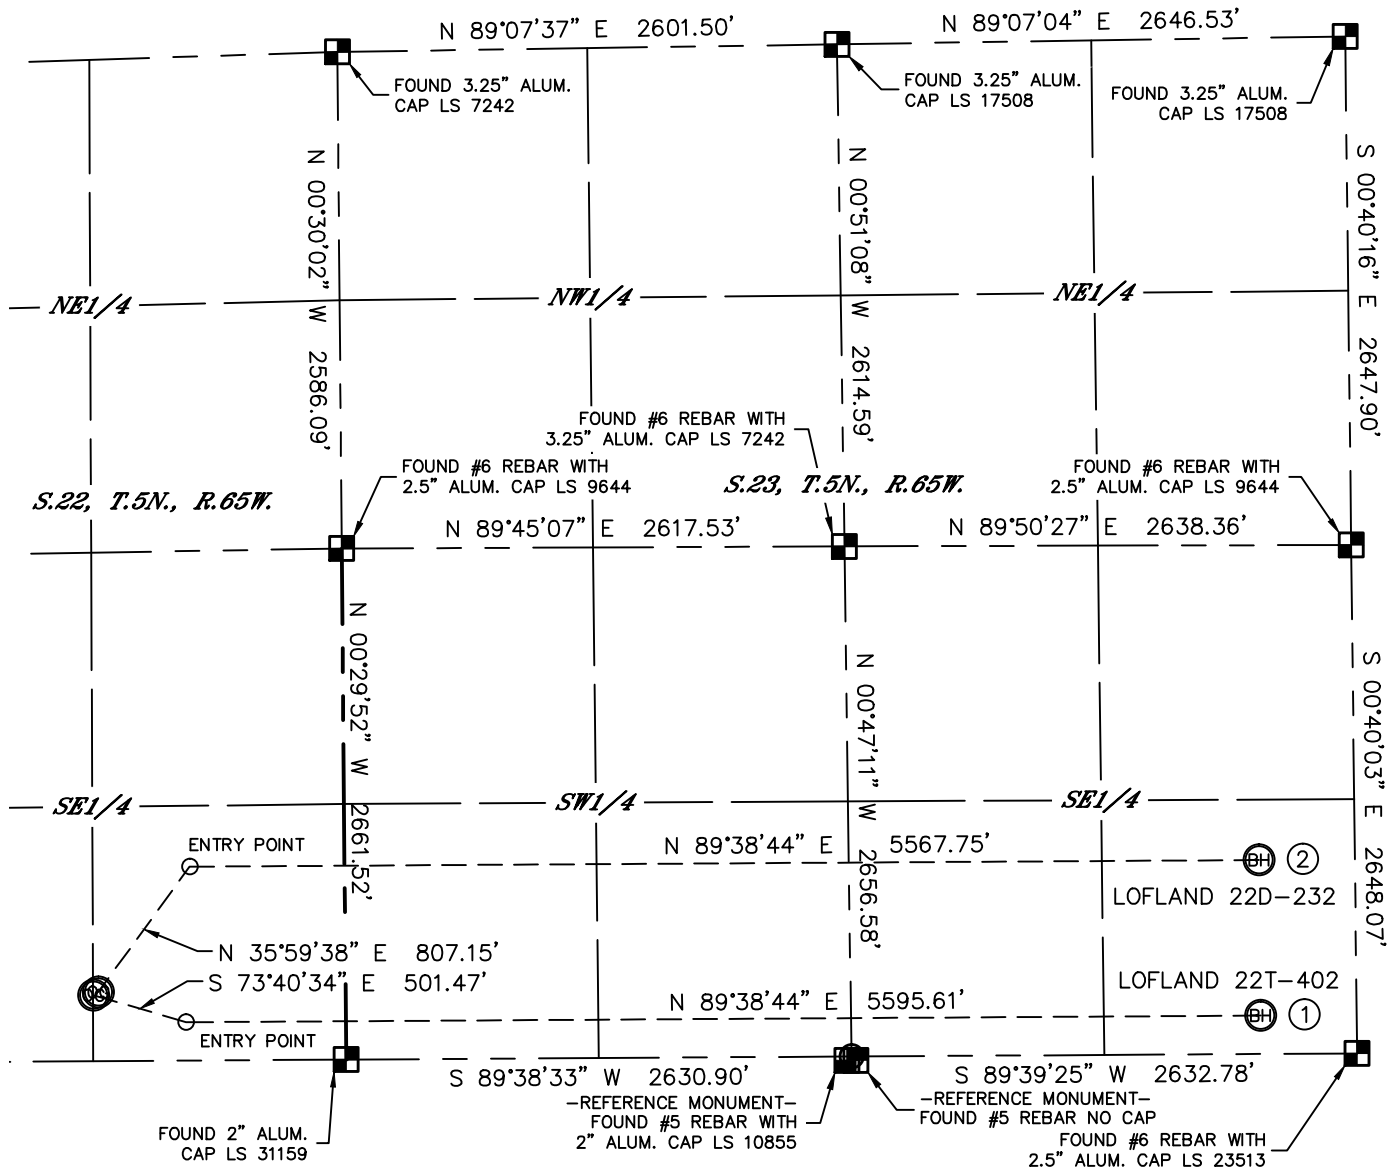 N 89°07'37" E 2601.50'
N 89°07'04" E 2646.53'
FOUND 3.25" ALUM.
CAP LS 7242
FOUND 3.25" ALUM.
CAP LS 17508
FOUND 3.25" ALUM.
CAP LS 17508
N 00°30'02" W 2586.09'
N 00°51'08" W 2614.59'
S 00°40'16" E 2647.90'
NE1/4
NW1/4
NE1/4
FOUND #6 REBAR WITH
3.25" ALUM. CAP LS 7242
FOUND #6 REBAR WITH
2.5" ALUM. CAP LS 9644
FOUND #6 REBAR WITH
2.5" ALUM. CAP LS 9644
S.22, T.5N., R.65W.
S.23, T.5N., R.65W.
N 89°45'07" E 2617.53'
N 89°50'27" E 2638.36'
N 00°29'52" W 2661.52'
N 00°47'11" W 2656.58'
S 00°40'03" E 2648.07'
SE1/4
SW1/4
SE1/4
ENTRY POINT
N 89°38'44" E 5567.75'
BH 2
LOFLAND 22D-232
N 35°59'38" E 807.15'
S 73°40'34" E 501.47'
LOFLAND 22T-402
N 89°38'44" E 5595.61'
BH 1
ENTRY POINT
S 89°38'33" W 2630.90'
S 89°39'25" W 2632.78'
-REFERENCE MONUMENT-
FOUND #5 REBAR WITH
2" ALUM. CAP LS 10855
-REFERENCE MONUMENT-
FOUND #5 REBAR NO CAP
FOUND 2" ALUM.
CAP LS 31159
FOUND #6 REBAR WITH
2.5" ALUM. CAP LS 23513